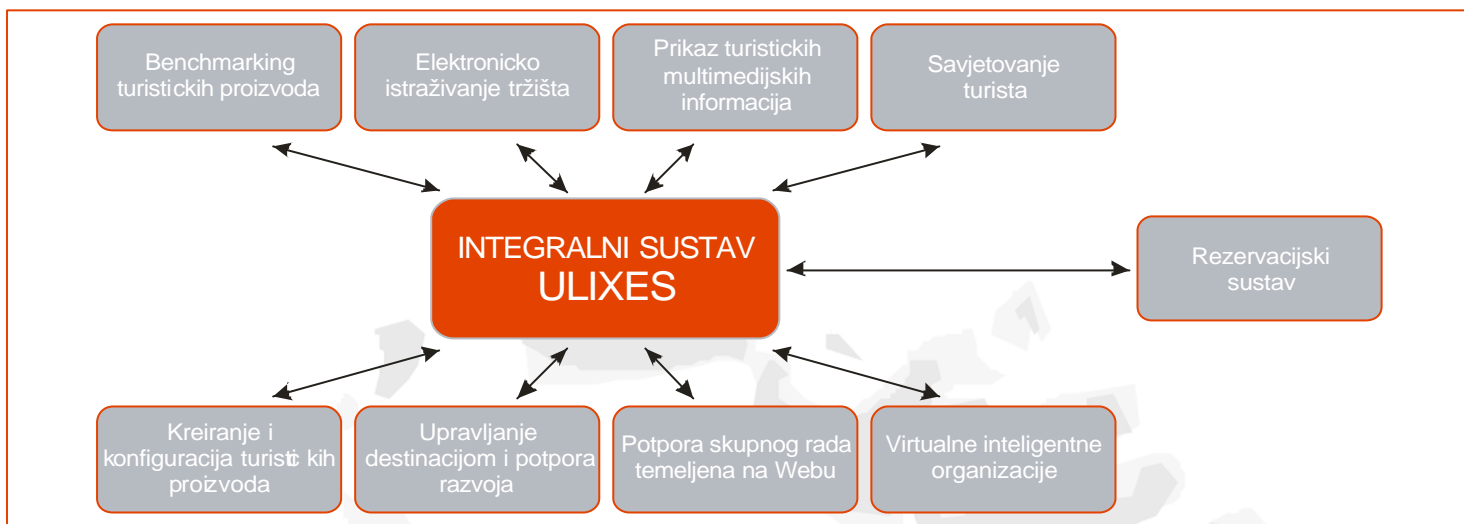 Benchmarking
turistickih proizvoda
Elektronicko
istraživanje tržišta
Prikaz turistickih
multimedijskih
informacija
Savjetovanje
turista
INTEGRALNI SUSTAV
ULIXES
Rezervacijski
sustav
Kreiranje i
konfiguracija turistič kih
proizvoda
Upravljanje
destinacijom i potpora
razvoja
Potpora skupnog rada
temeljena na Webu
Virtualne inteligentne
organizacije